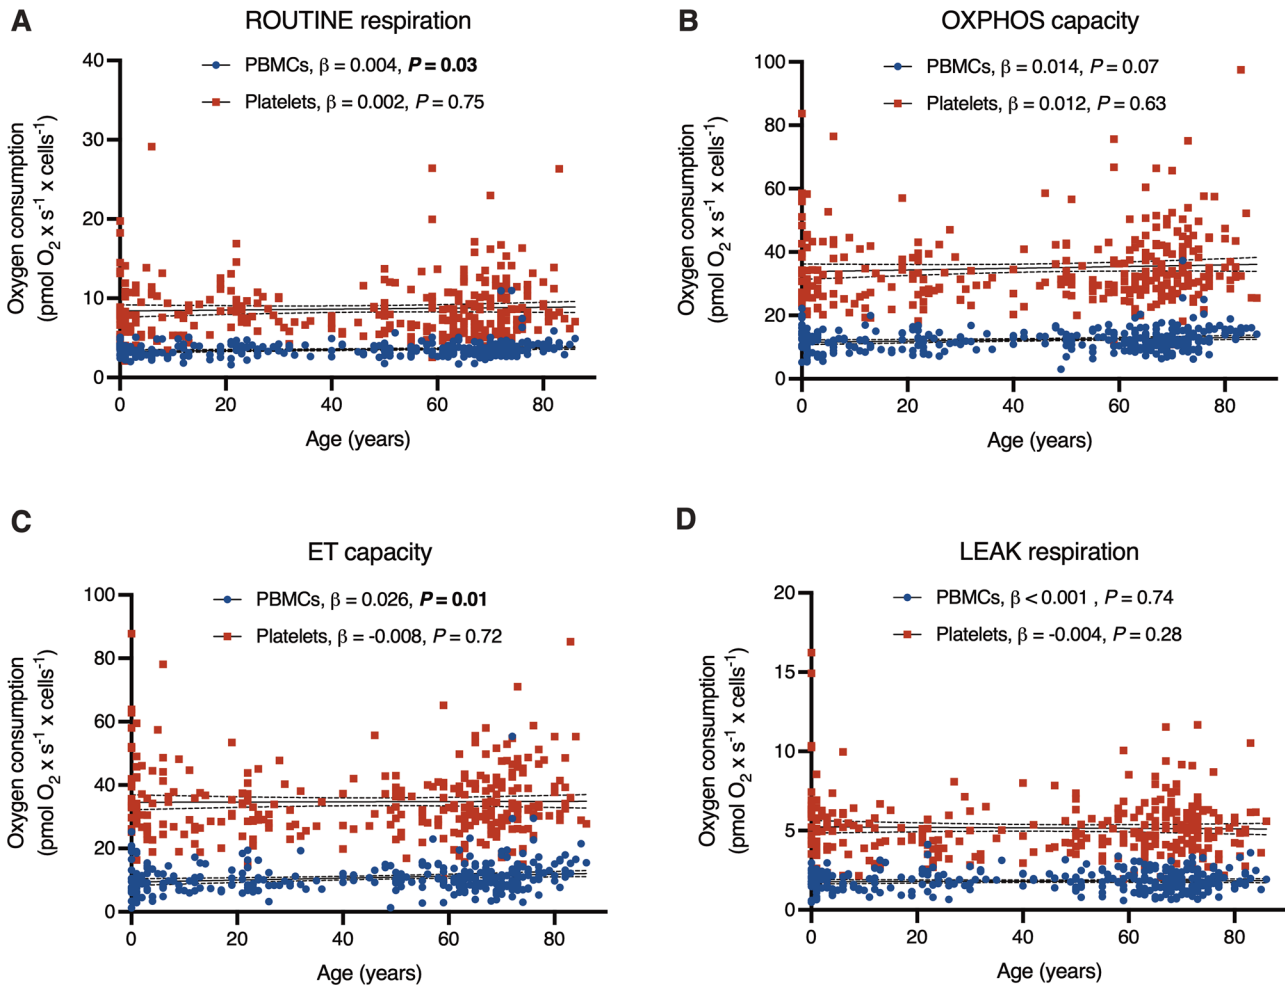 A
ROUTINE respiration
PBMCs, β = 0.004, P = 0.03
Platelets, β = 0.002, P = 0.75
Oxygen consumption
(pmol O₂ x s⁻¹ x cells⁻¹)
40
30
20
10
0
0 20 40 60 80
Age (years)
B
OXPHOS capacity
PBMCs, β = 0.014, P = 0.07
Platelets, β = 0.012, P = 0.63
Oxygen consumption
(pmol O₂ x s⁻¹ x cells⁻¹)
100
80
60
40
20
0
0 20 40 60 80
Age (years)
C
ET capacity
PBMCs, β = 0.026, P = 0.01
Platelets, β = -0.008, P = 0.72
Oxygen consumption
(pmol O₂ x s⁻¹ x cells⁻¹)
100
80
60
40
20
0
0 20 40 60 80
Age (years)
D
LEAK respiration
PBMCs, β < 0.001 , P = 0.74
Platelets, β = -0.004, P = 0.28
Oxygen consumption
(pmol O₂ x s⁻¹ x cells⁻¹)
20
15
10
5
0
0 20 40 60 80
Age (years)